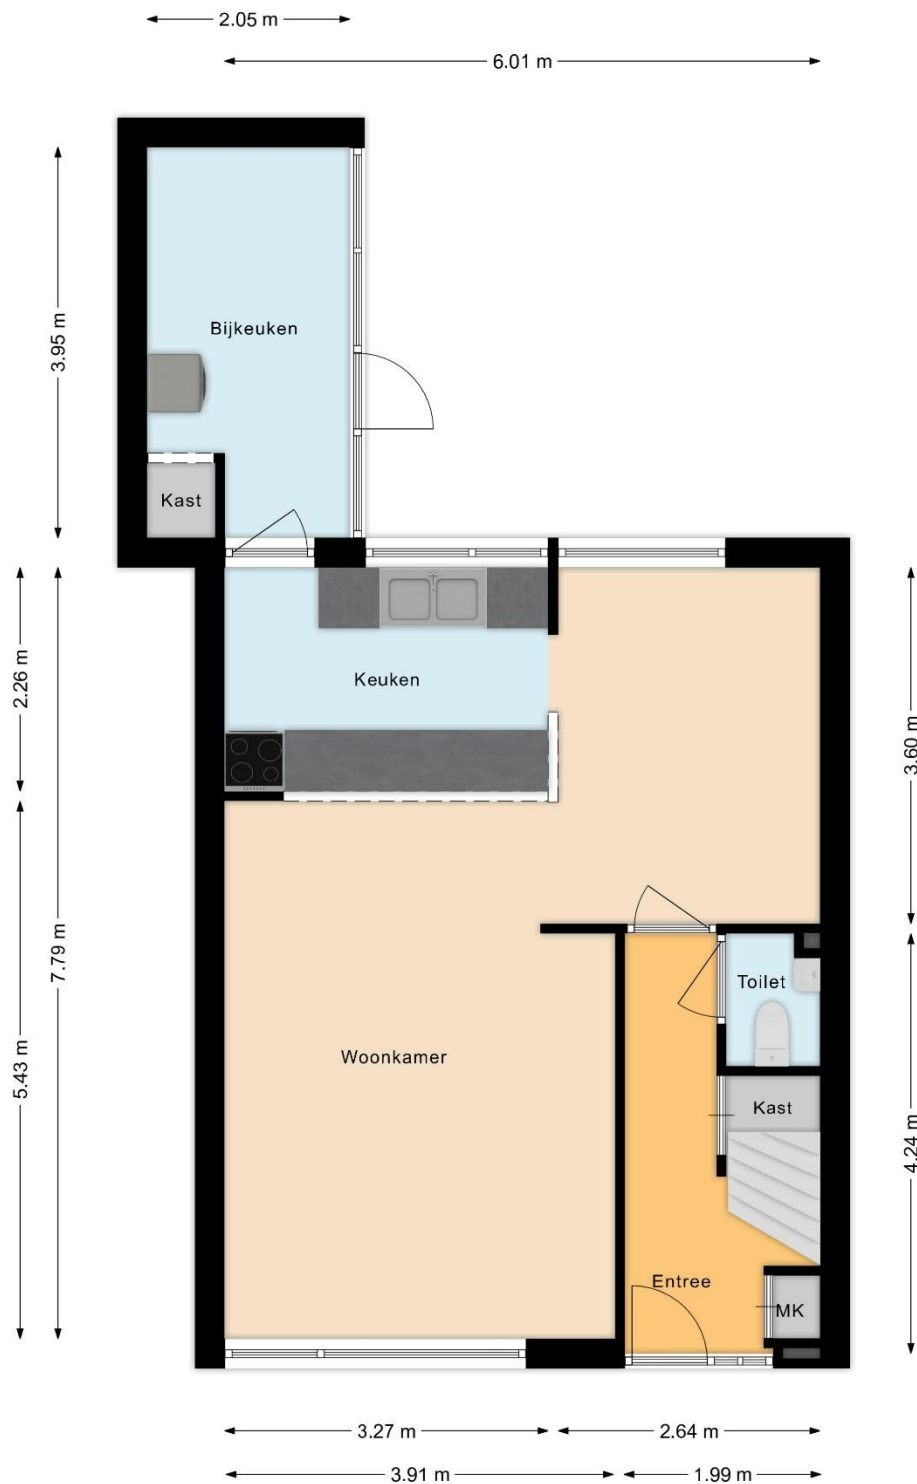 2.05 m
6.01 m
3.95 m
Bijkeuken
Kast
2.26 m
Keuken
3.60 m
7.79 m
5.43 m
Woonkamer
Toilet
Kast
4.24 m
Entree
MK
3.27 m
2.64 m
3.91 m
1.99 m